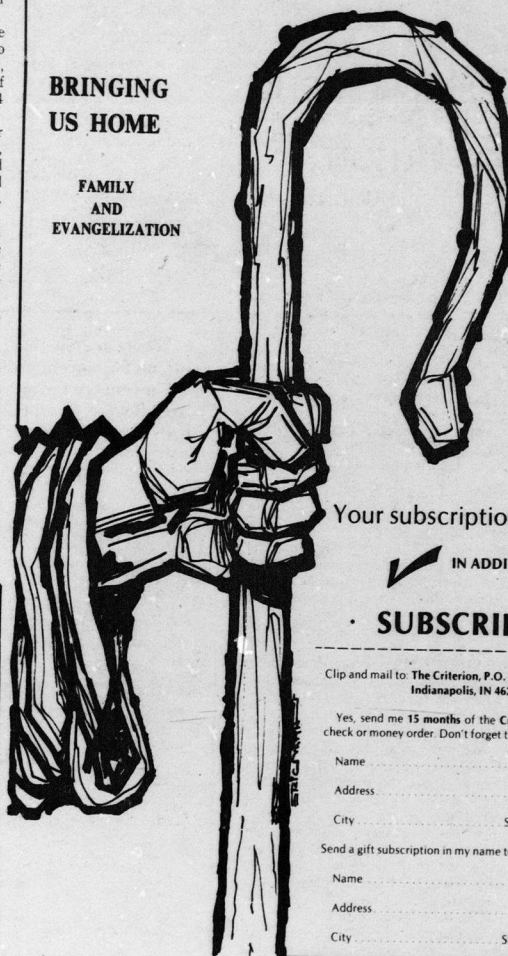 BRINGING
US HOME
FAMILY
AND
EVANGELIZATION
Your subscriptio
IN ADDI
SUBSCRI
Clip and mail to: The Criterion, P.O.
Indianapolis, IN 46
Yes, send me 15 months of the C
check or money order. Don't forget t
Name
Address
City S
Send a gift subscription in my name t
Name
Address
City S